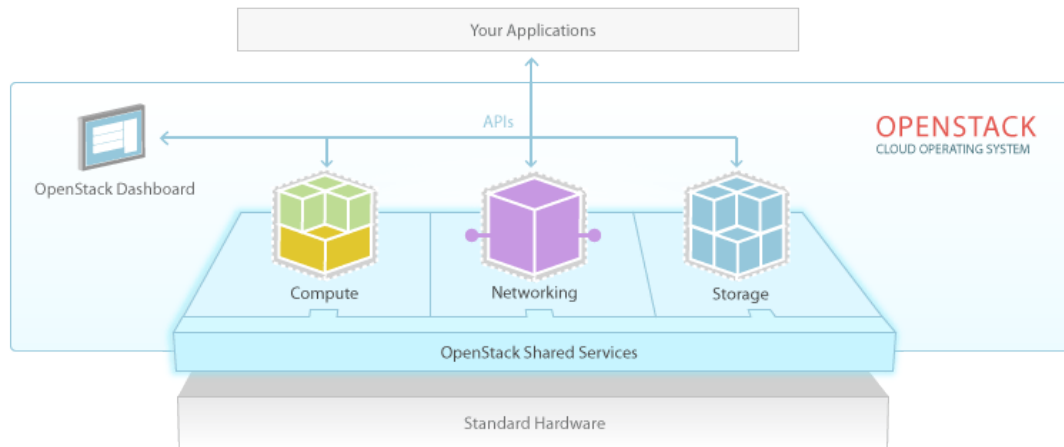 Your Applications
APIs
OPENSTACK
CLOUD OPERATING SYSTEM
OpenStack Dashboard
Compute
Networking
Storage
OpenStack Shared Services
Standard Hardware